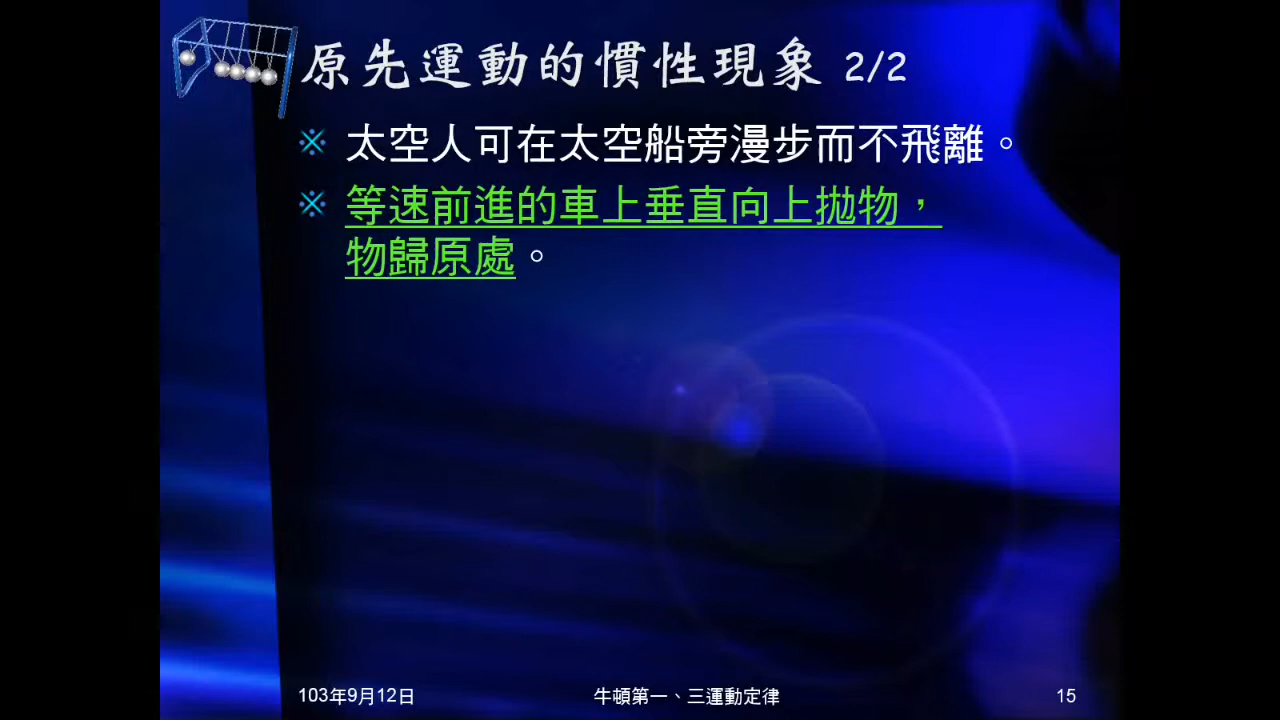 原先運動的慣性現象 2/2
※ 太空人可在太空船旁漫步而不飛離。
※ 等速前進的車上垂直向上拋物，
物歸原處。
103年9月12日
牛頓第一、三運動定律
15